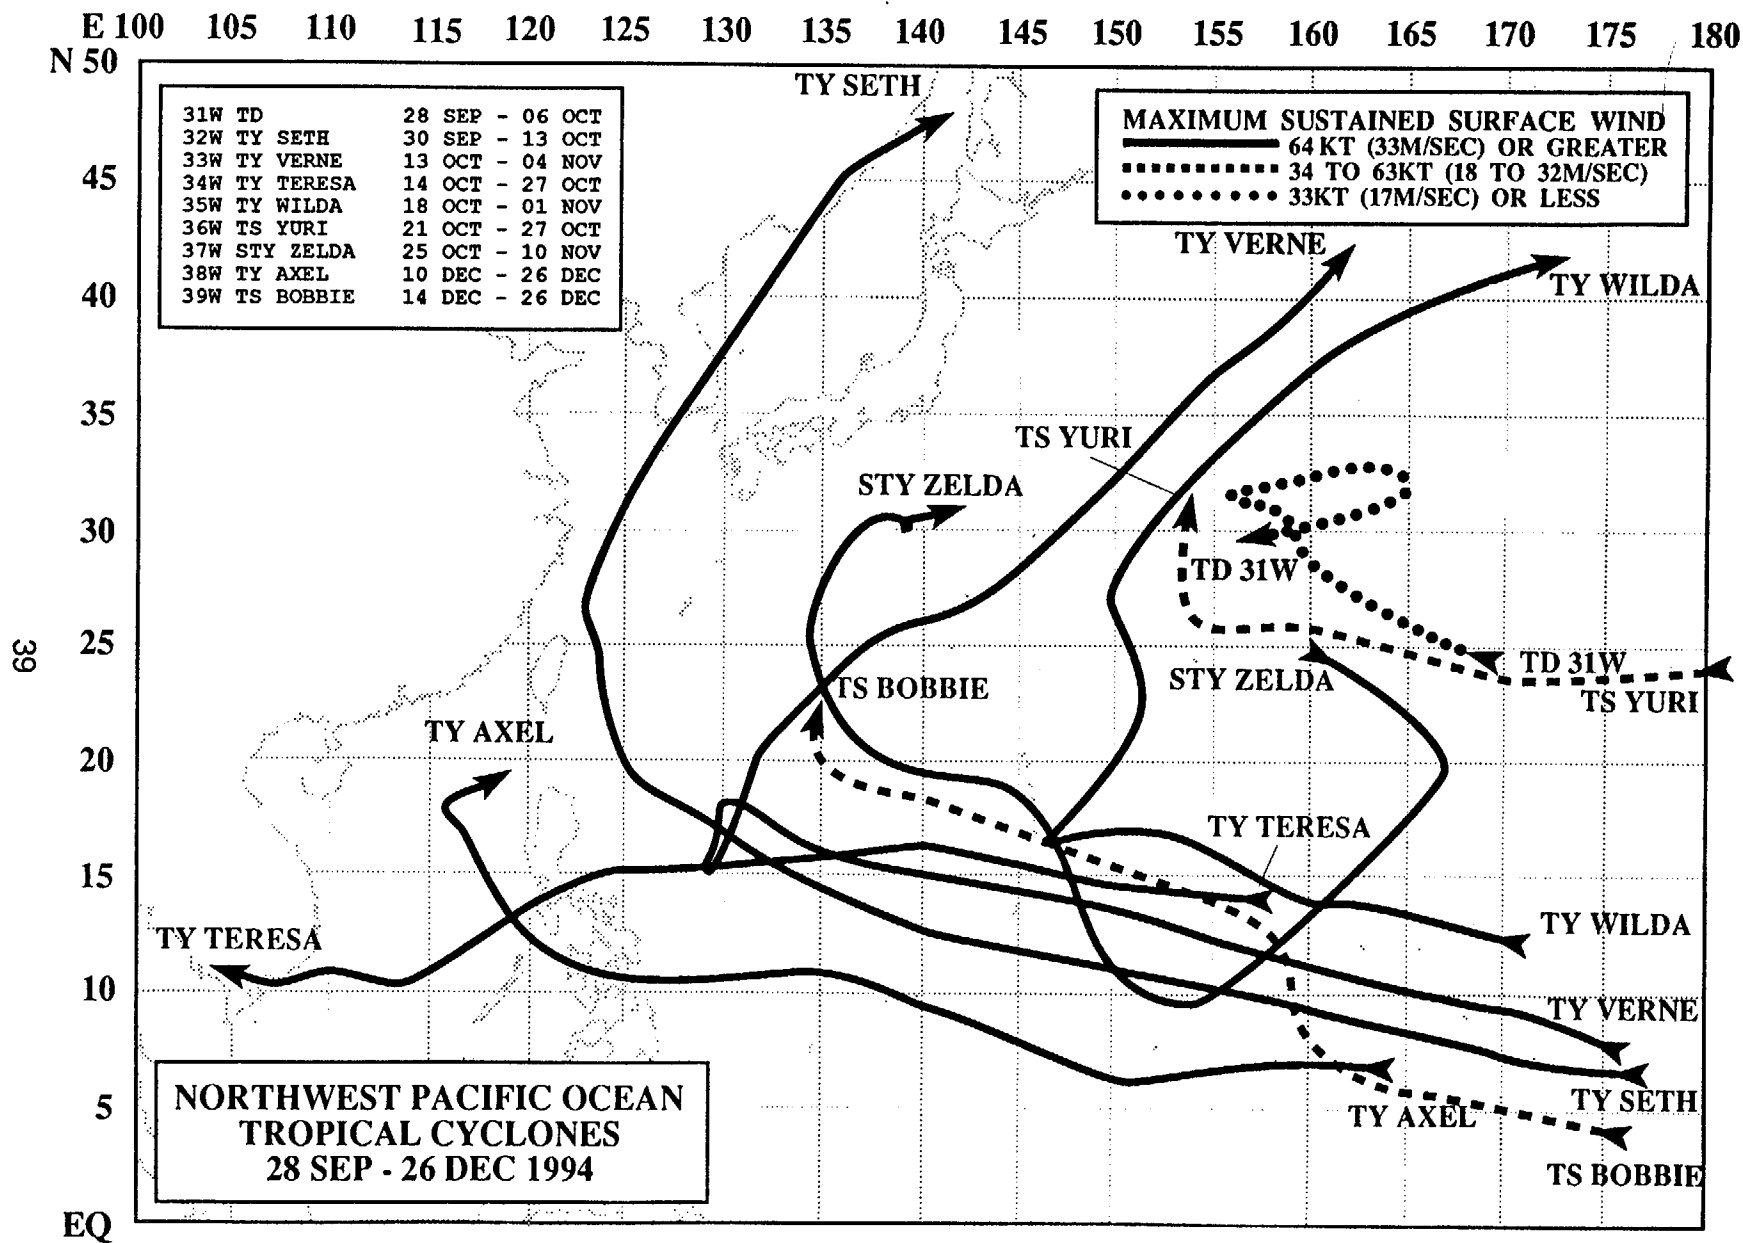 E 100 105 110 115 120 125 130 135 140 145 150 155 160 165 170 175 180
N 50
45
40
35
30
25
20
15
10
5
EQ
31W TD 28 SEP - 06 OCT
32W TY SETH 30 SEP - 13 OCT
33W TY VERNE 13 OCT - 04 NOV
34W TY TERESA 14 OCT - 27 OCT
35W TY WILDA 18 OCT - 01 NOV
36W TS YURI 21 OCT - 27 OCT
37W STY ZELDA 25 OCT - 10 NOV
38W TY AXEL 10 DEC - 26 DEC
39W TS BOBBIE 14 DEC - 26 DEC
TY SETH
MAXIMUM SUSTAINED SURFACE WIND
64 KT (33M/SEC) OR GREATER
34 TO 63KT (18 TO 32M/SEC)
33KT (17M/SEC) OR LESS
TY VERNE
TY WILDA
TS YURI
STY ZELDA
TD 31W
TD 31W
STY ZELDA
TS YURI
TS BOBBIE
TY AXEL
TY TERESA
TY WILDA
TY TERESA
TY VERNE
TY SETH
TY AXEL
TS BOBBIE
NORTHWEST PACIFIC OCEAN
TROPICAL CYCLONES
28 SEP - 26 DEC 1994
39